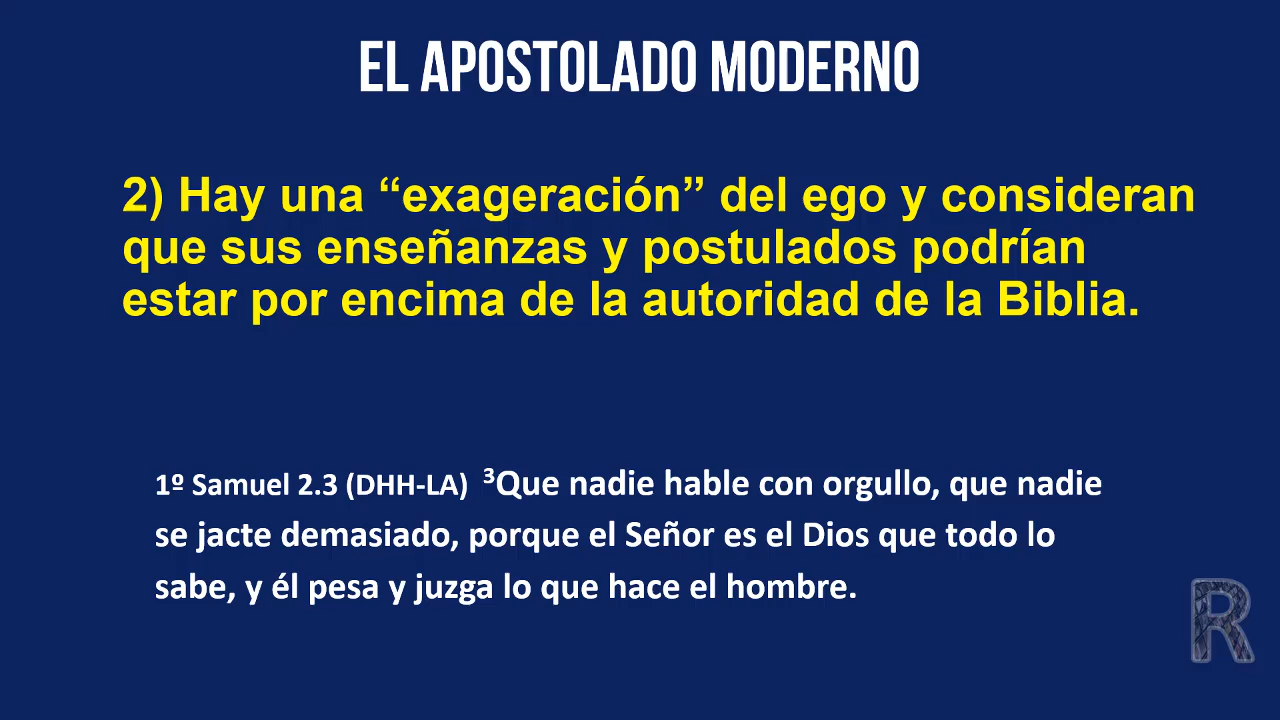 EL APOSTOLADO MODERNO
2) Hay una “exageración” del ego y consideran
que sus enseñanzas y postulados podrían
estar por encima de la autoridad de la Biblia.
1º Samuel 2.3 (DHH-LA) ³Que nadie hable con orgullo, que nadie
se jacte demasiado, porque el Señor es el Dios que todo lo
sabe, y él pesa y juzga lo que hace el hombre.
R